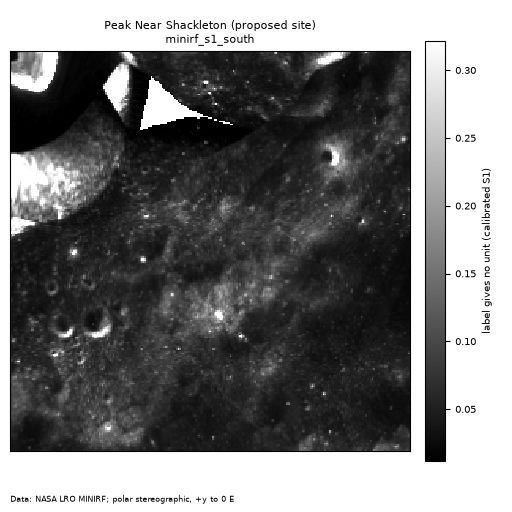 Peak Near Shackleton (proposed site)
minirf_s1_south
0.30
0.25
0.20
0.15
0.10
0.05
label gives no unit (calibrated S1)
Data: NASA LRO MINIRF; polar stereographic, +y to 0 E